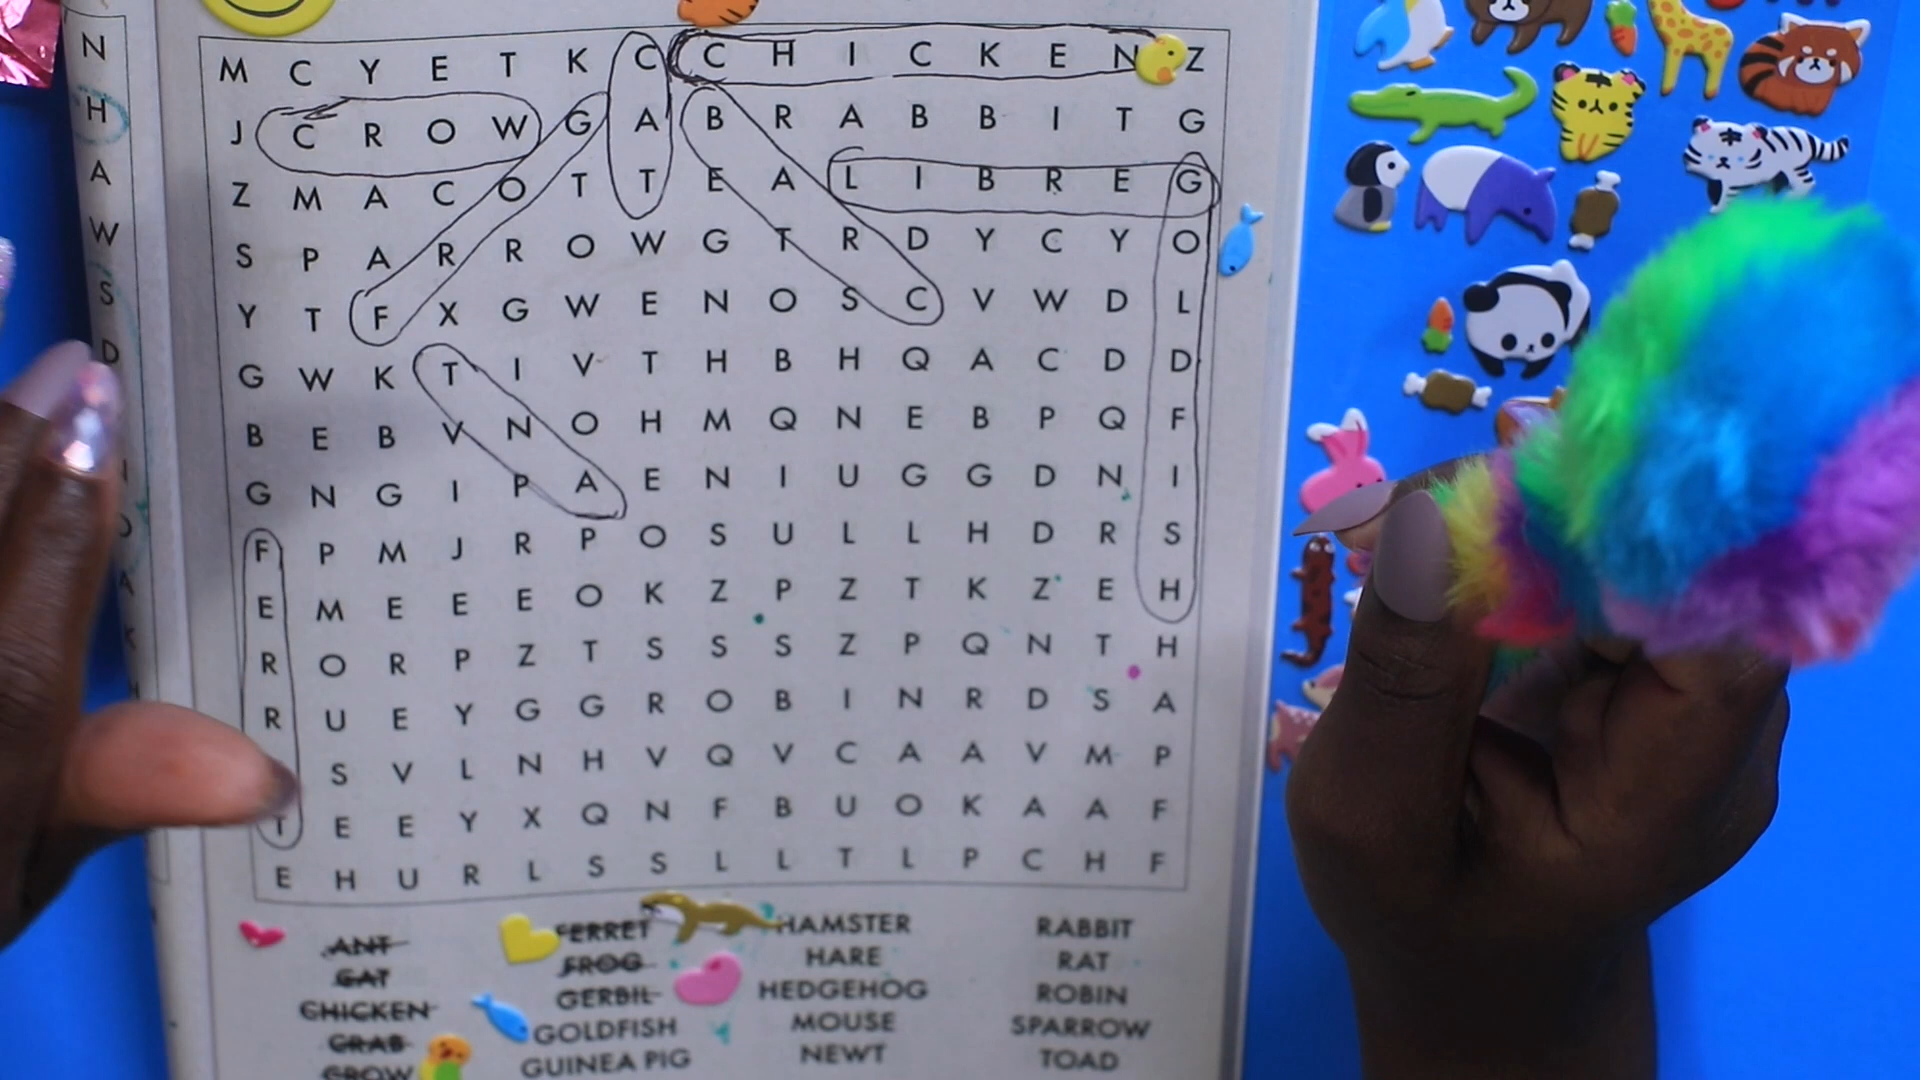 N
H
A
W
S
D
M C Y E T K C C H I C K E N Z
J C R O W G A B R A B B I T G
Z M A C O T T E A L I B R E G
S P A R R O W G T R D Y C Y O
Y T F X G W E N O S C V W D L
G W K T I V T H B H Q A C D D
B E B V N O H M Q N E B P Q F
G N G I P A E N I U G G D N I
F P M J R P O S U L L H D R S
E M E E E O K Z P Z T K Z E H
R O R P Z T S S S Z P Q N T H
R U E Y G G R O B I N R D S A
S V L N H V Q V C A A V M P
T E E Y X Q N F B U O K A A F
E H U R L S S L L T L P C H F
ANT
CAT
CHICKEN
CRAB
CROW
FERRET
FROG
GERBIL
GOLDFISH
GUINEA PIG
HAMSTER
HARE
HEDGEHOG
MOUSE
NEWT
RABBIT
RAT
ROBIN
SPARROW
TOAD